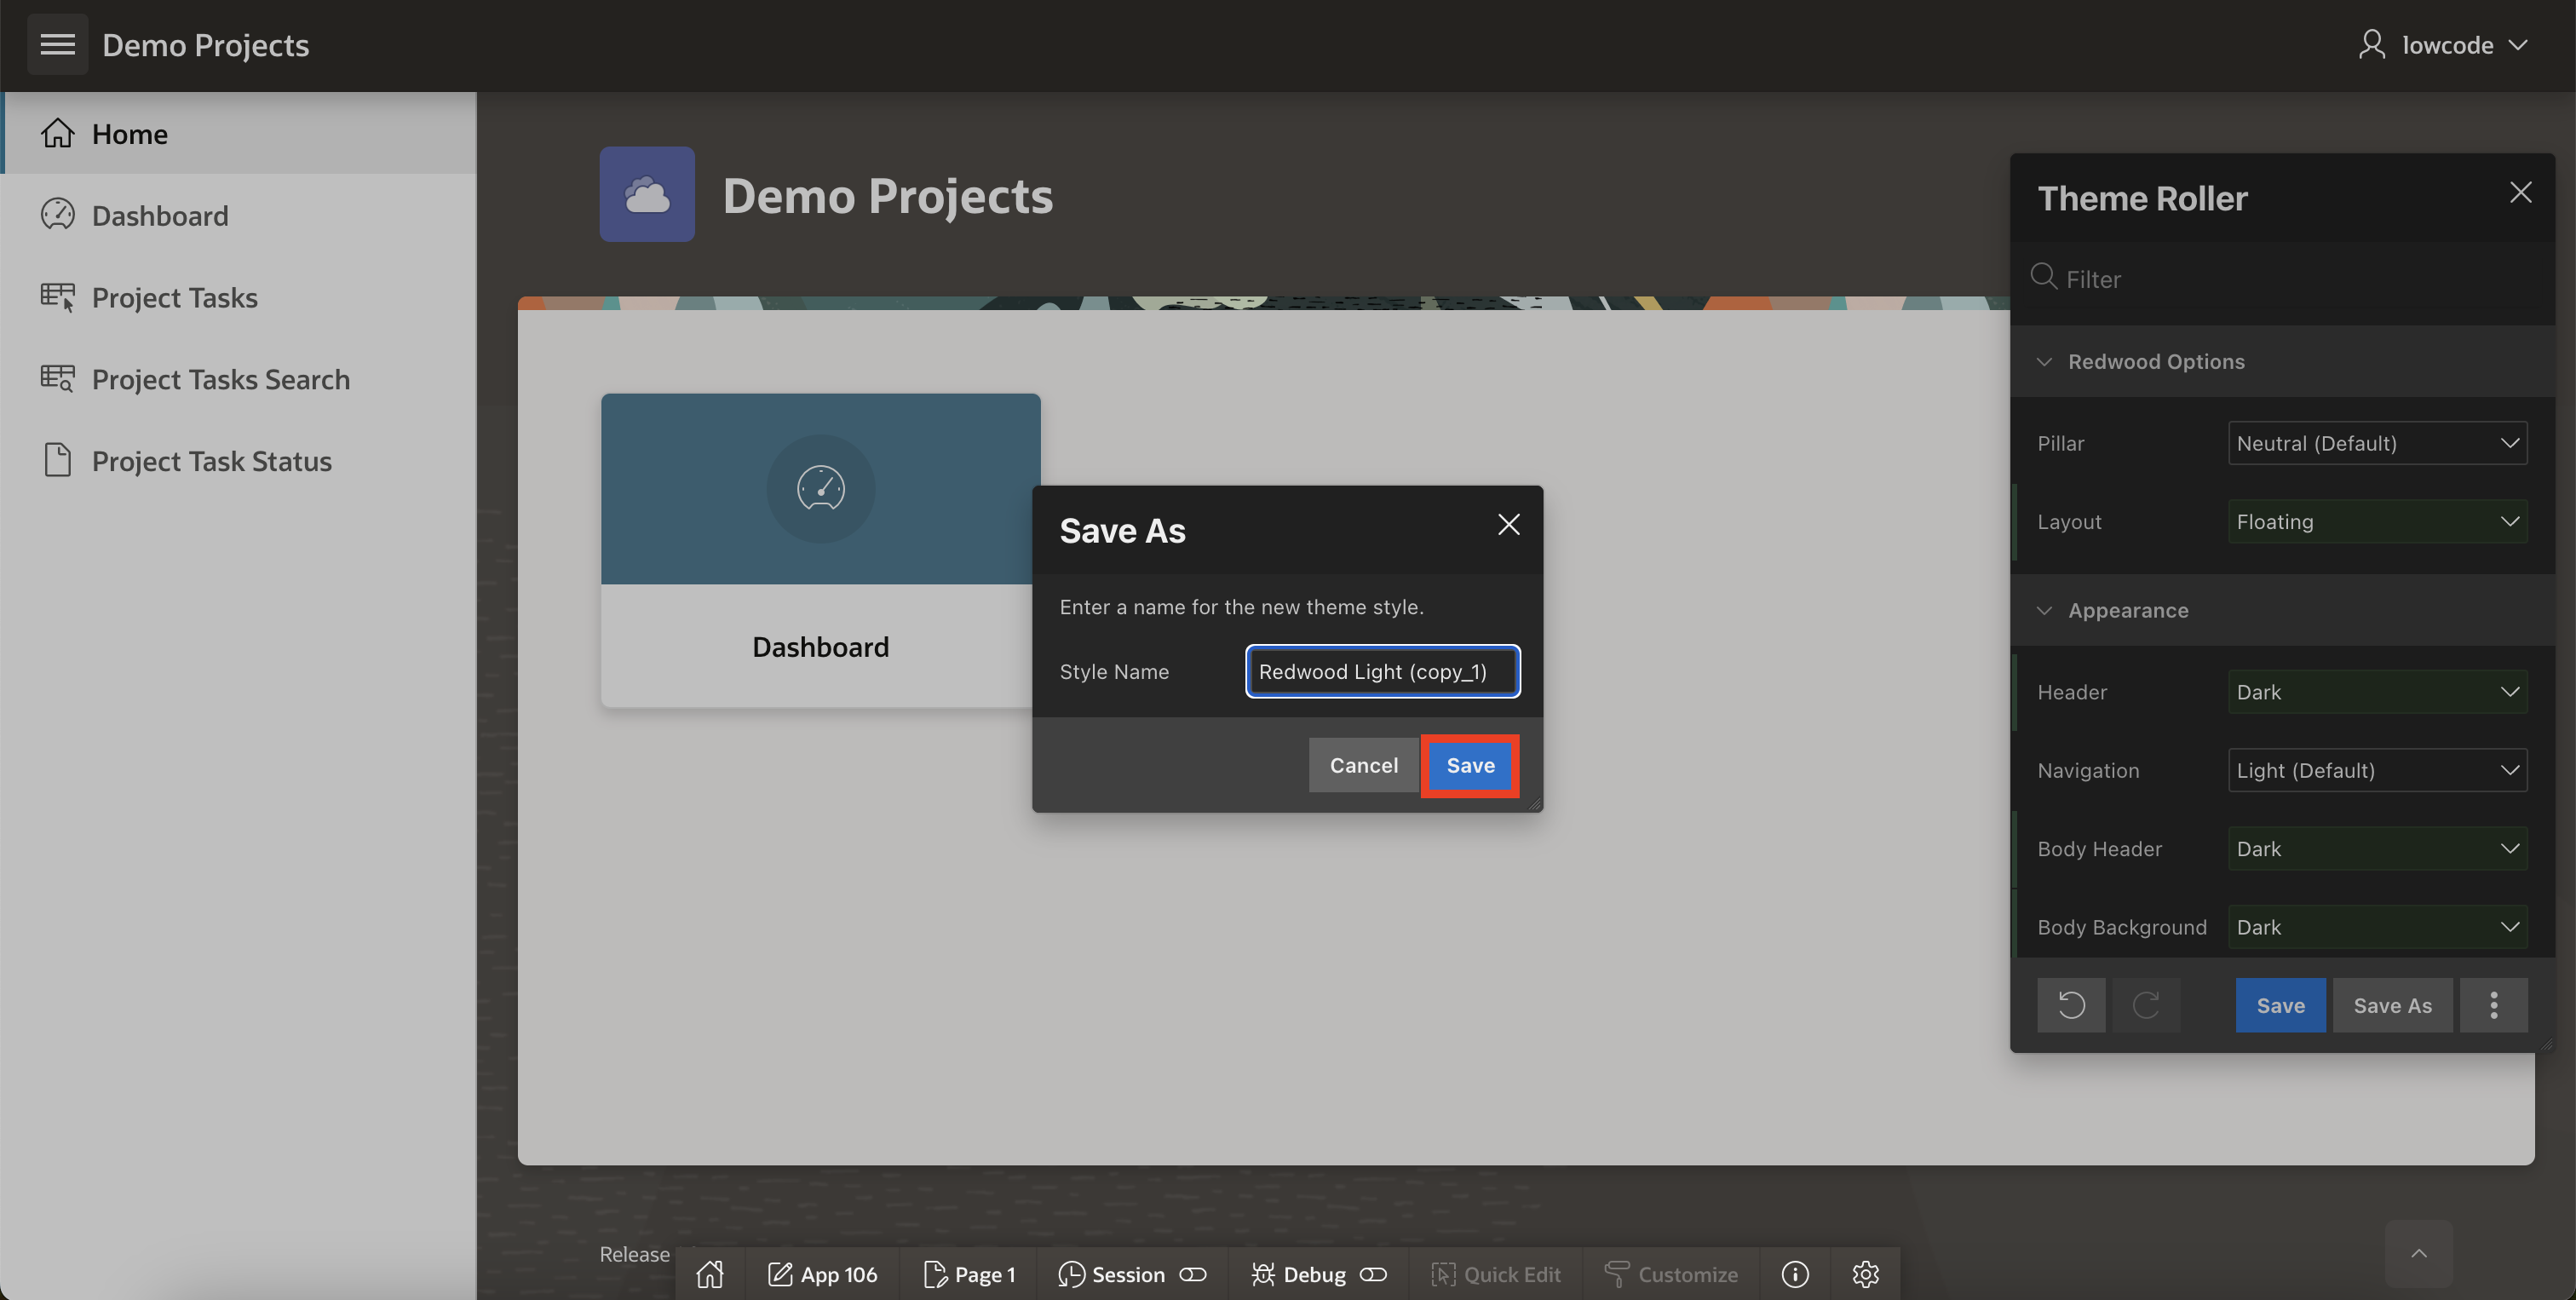 Demo Projects
lowcode
Home
Dashboard
Project Tasks
Project Tasks Search
Project Task Status
Demo Projects
Dashboard
Save As
Enter a name for the new theme style.
Style Name
Redwood Light (copy_1)
Cancel
Save
Theme Roller
Filter
Redwood Options
Pillar
Neutral (Default)
Layout
Floating
Appearance
Header
Dark
Navigation
Light (Default)
Body Header
Dark
Body Background
Dark
Save
Save As
Release
App 106
Page 1
Session
Debug
Quick Edit
Customize